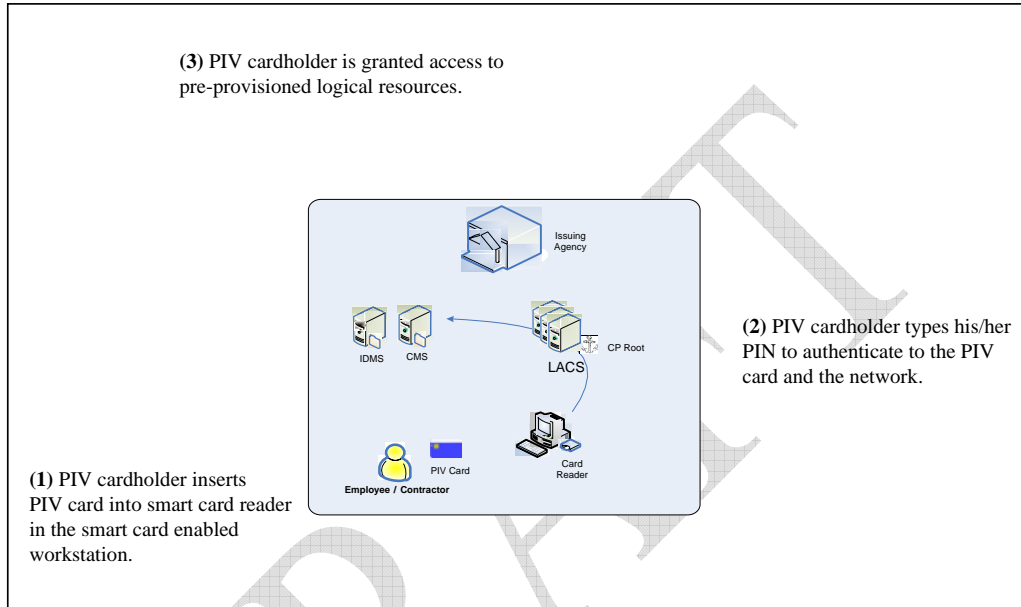 (3) PIV cardholder is granted access to
pre-provisioned logical resources.
Issuing
Agency
IDMS
CMS
LACS
CP Root
(2) PIV cardholder types his/her
PIN to authenticate to the PIV
card and the network.
PIV Card
Card
Reader
Employee / Contractor
(1) PIV cardholder inserts
PIV card into smart card reader
in the smart card enabled
workstation.